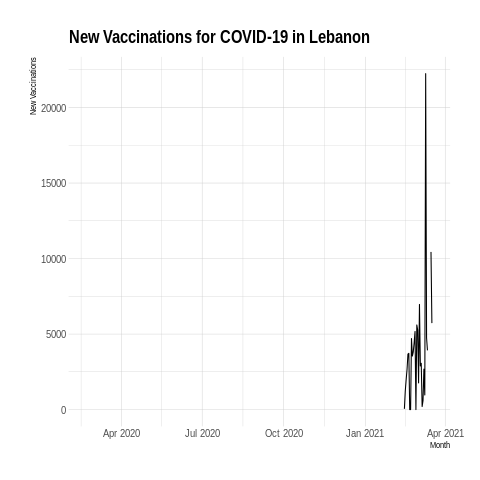 New Vaccinations for COVID-19 in Lebanon
New Vaccinations
20000
15000
10000
5000
0
Apr 2020
Jul 2020
Oct 2020
Jan 2021
Apr 2021
Month